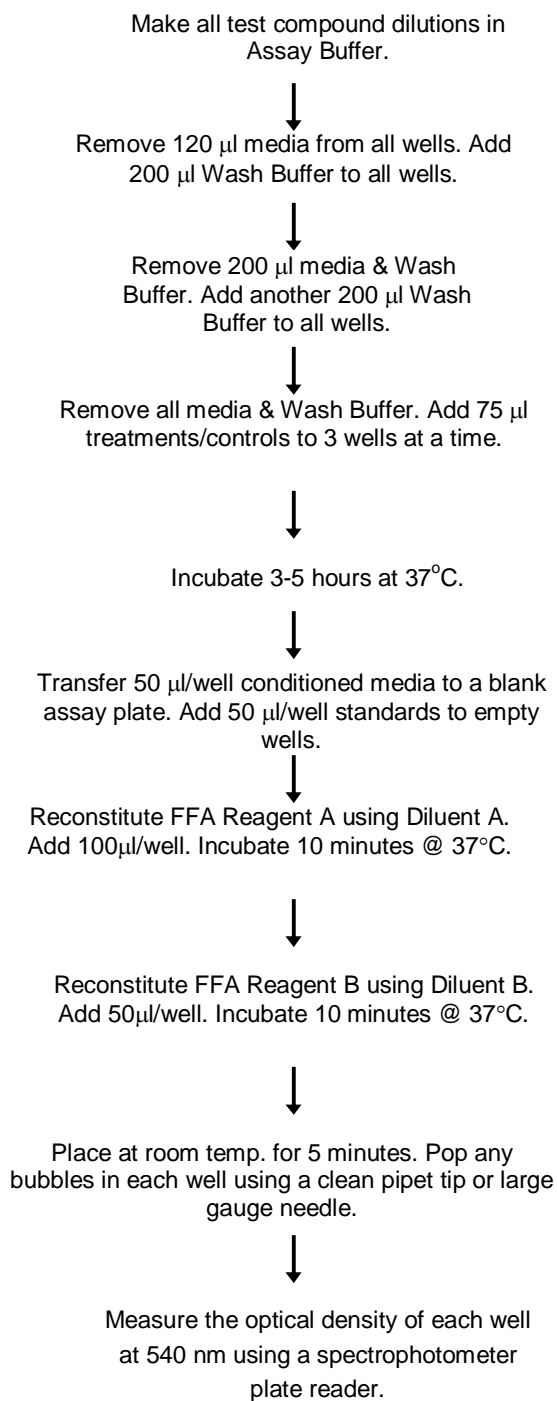 Make all test compound dilutions in
Assay Buffer.
Remove 120 μl media from all wells. Add
200 μl Wash Buffer to all wells.
Remove 200 μl media & Wash
Buffer. Add another 200 μl Wash
Buffer to all wells.
Remove all media & Wash Buffer. Add 75 μl
treatments/controls to 3 wells at a time.
Incubate 3-5 hours at 37°C.
Transfer 50 μl/well conditioned media to a blank
assay plate. Add 50 μl/well standards to empty
wells.
Reconstitute FFA Reagent A using Diluent A.
Add 100μl/well. Incubate 10 minutes @ 37°C.
Reconstitute FFA Reagent B using Diluent B.
Add 50μl/well. Incubate 10 minutes @ 37°C.
Place at room temp. for 5 minutes. Pop any
bubbles in each well using a clean pipet tip or large
gauge needle.
Measure the optical density of each well
at 540 nm using a spectrophotometer
plate reader.